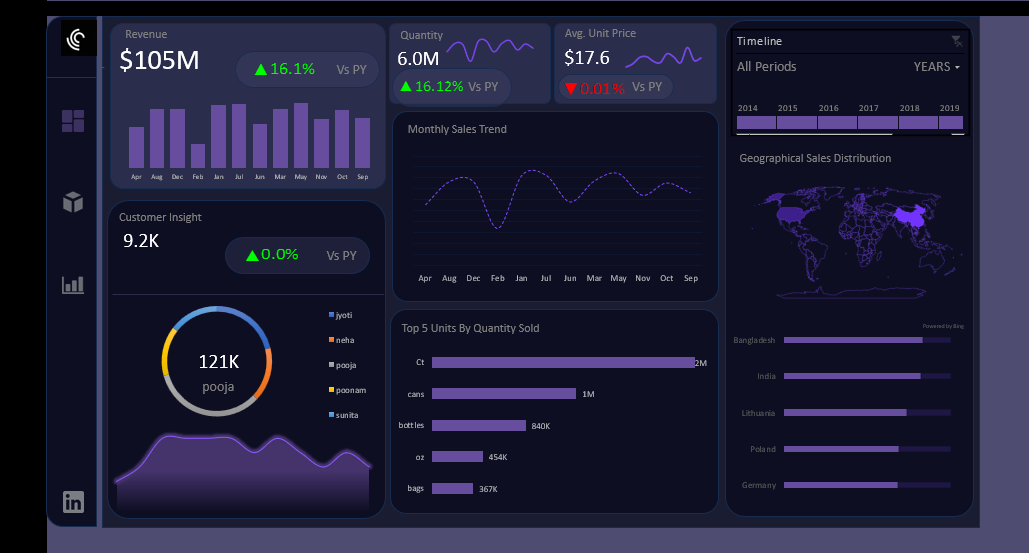 Revenue
$105M
▲ 16.1% Vs PY
Apr Aug Dec Feb Jan Jul Jun Mar May Nov Oct Sep
Quantity
6.0M
▲ 16.12% Vs PY
Avg. Unit Price
$17.6
▼ 0.01% Vs PY
Timeline
All Periods YEARS
2014 2015 2016 2017 2018 2019
Monthly Sales Trend
Apr Aug Dec Feb Jan Jul Jun Mar May Nov Oct Sep
Customer Insight
9.2K
▲ 0.0% Vs PY
121K
pooja
jyoti
neha
pooja
poonam
sunita
Top 5 Units By Quantity Sold
Ct 2M
cans 1M
bottles 840K
oz 454K
bags 367K
Geographical Sales Distribution
Powered by Bing
Bangladesh
India
Lithuania
Poland
Germany
in